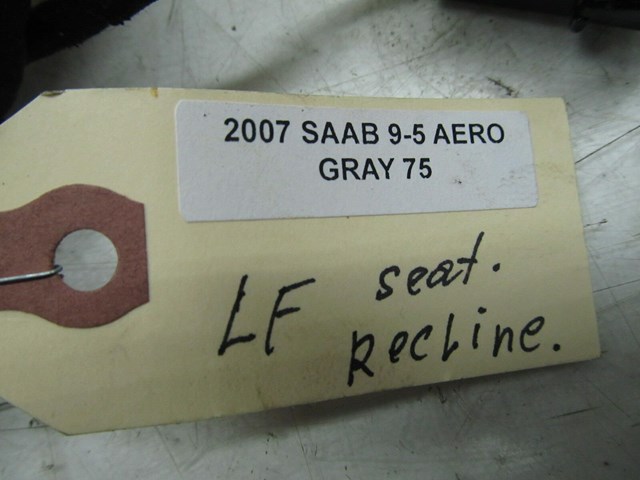 2007 SAAB 9-5 AERO
GRAY 75
LF seat.
Recline.